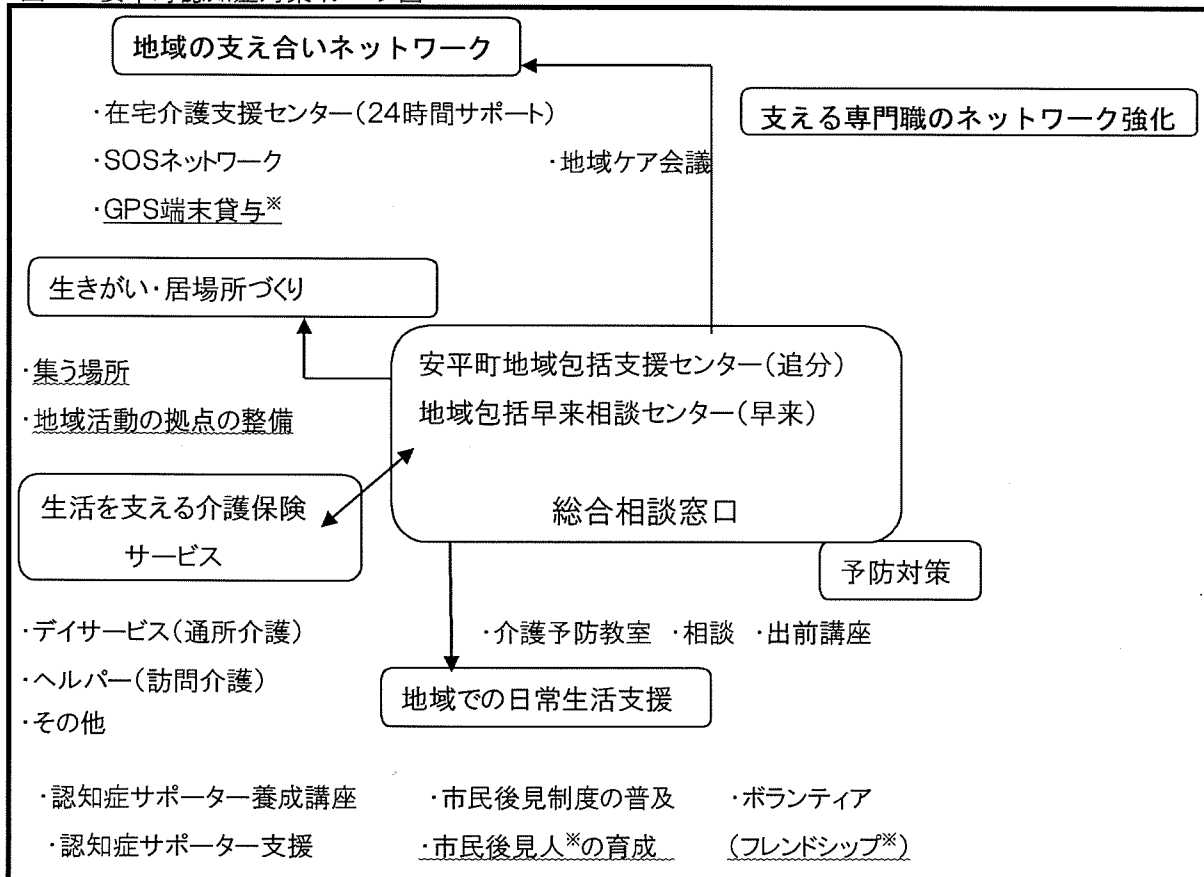 地域の支え合いネットワーク
・在宅介護支援センター(24時間サポート)
支える専門職のネットワーク強化
・SOSネットワーク ・地域ケア会議
・GPS端末貸与※
生きがい・居場所づくり
・集う場所
・地域活動の拠点の整備
安平町地域包括支援センター(追分)
地域包括早来相談センター(早来)
総合相談窓口
生活を支える介護保険
サービス
予防対策
・デイサービス(通所介護)
・ヘルパー(訪問介護)
・その他
・介護予防教室 ・相談 ・出前講座
地域での日常生活支援
・認知症サポーター養成講座 ・市民後見制度の普及 ・ボランティア
・認知症サポーター支援 ・市民後見人※の育成 (フレンドシップ※)